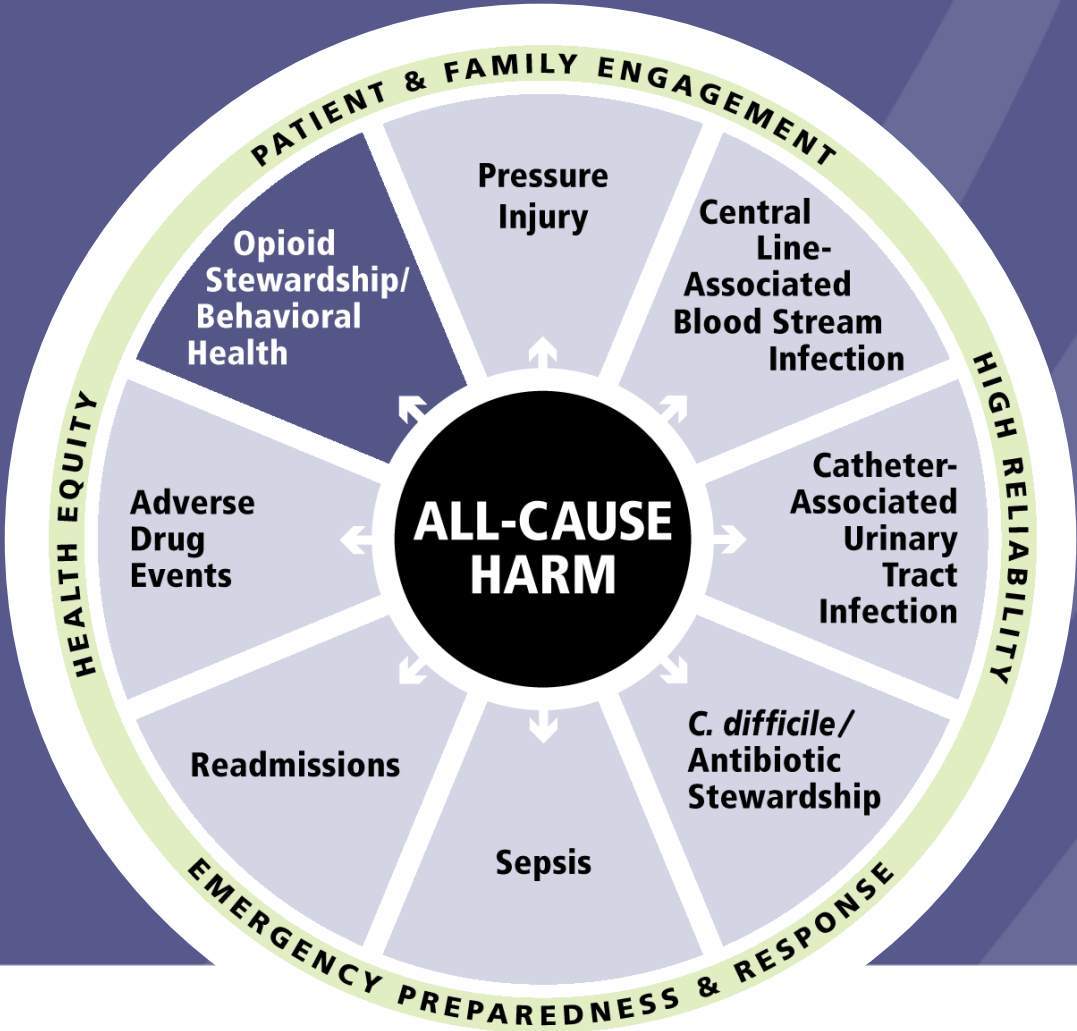 PATIENT & FAMILY ENGAGEMENT
HIGH RELIABILITY
EMERGENCY PREPAREDNESS & RESPONSE
HEALTH EQUITY
Pressure
Injury
Central
Line-
Associated
Blood Stream
Infection
Catheter-
Associated
Urinary
Tract
Infection
C. difficile/
Antibiotic
Stewardship
Sepsis
Readmissions
Adverse
Drug
Events
Opioid
Stewardship/
Behavioral
Health
ALL-CAUSE
HARM